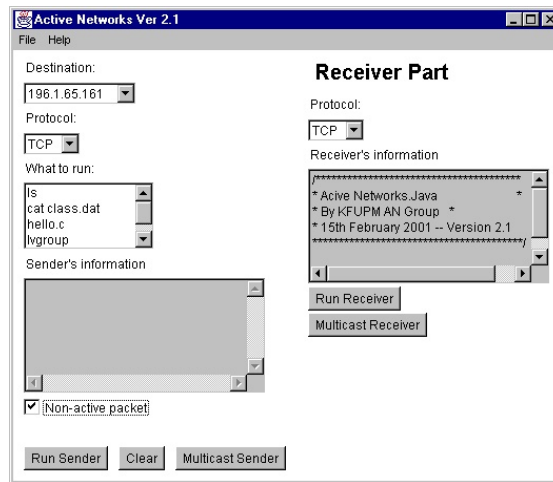 Active Networks Ver 2.1
File Help
Destination:
196.1.65.161
Protocol:
TCP
What to run:
ls
cat class.dat
hello.c
lvgroup
Sender's information
Non-active packet
Run Sender Clear Multicast Sender
Receiver Part
Protocol:
TCP
Receiver's information
/****************************************
* Acive Networks.Java *
* By KFUPM AN Group *
* 15th February 2001 -- Version 2.1
****************************************/
Run Receiver
Multicast Receiver